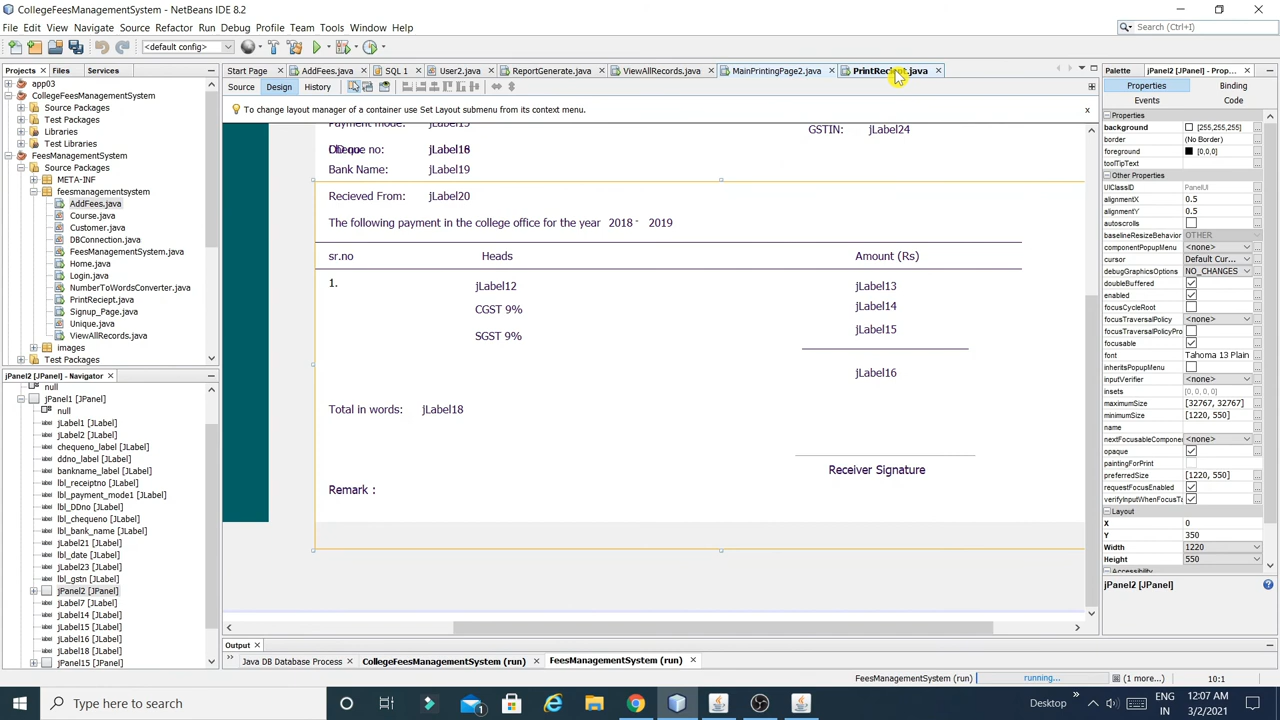 CollegeFeesManagementSystem - NetBeans IDE 8.2
File Edit View Navigate Source Refactor Run Debug Profile Team Tools Window Help
Search (Ctrl+I)
<default config>
Projects Files Services
Start Page AddFees.java SQL 1 User2.java ReportGenerate.java ViewAllRecords.java MainPrintingPage2.java PrintReciept.java
Palette jPanel2 [JPanel] - Prop...
Source Design History
To change layout manager of a container use Set Layout submenu from its context menu.
app03
CollegeFeesManagementSystem
Source Packages
Test Packages
Libraries
Test Libraries
FeesManagementSystem
Source Packages
META-INF
feesmanagementsystem
AddFees.java
Course.java
Customer.java
DBConnection.java
FeesManagementSystem.java
Home.java
Login.java
NumberToWordsConverter.java
PrintReciept.java
Signup_Page.java
Unique.java
ViewAllRecords.java
images
Test Packages
jPanel2 [JPanel] - Navigator
null
jPanel1 [JPanel]
null
jLabel1 [JLabel]
jLabel2 [JLabel]
chequeno_label [JLabel]
ddno_label [JLabel]
bankname_label [JLabel]
lbl_receiptno [JLabel]
lbl_payment_mode1 [JLabel]
lbl_DDno [JLabel]
lbl_chequeno [JLabel]
lbl_bank_name [JLabel]
jLabel21 [JLabel]
lbl_date [JLabel]
jLabel23 [JLabel]
lbl_gstn [JLabel]
jPanel2 [JPanel]
jLabel7 [JLabel]
jLabel14 [JLabel]
jLabel15 [JLabel]
jLabel16 [JLabel]
jLabel18 [JLabel]
jPanel15 [JPanel]
Payment mode:
GSTIN: jLabel24
Cheque no:
Bank Name: jLabel19
Recieved From: jLabel20
The following payment in the college office for the year 2018 - 2019
sr.no Heads Amount (Rs)
1. jLabel12 jLabel13
CGST 9% jLabel14
SGST 9% jLabel15
jLabel16
Total in words: jLabel18
Receiver Signature
Remark :
Properties Binding
Events Code
Properties
background [255,255,255]
border (No Border)
foreground [0,0,0]
toolTipText
Other Properties
UIClassID PanelUI
alignmentX 0.5
alignmentY 0.5
autoscrolls
baselineResizeBehavior OTHER
componentPopupMenu <none>
cursor Default Cur...
debugGraphicsOptions NO_CHANGES
doubleBuffered
enabled
focusCycleRoot
focusTraversalPolicy <none>
focusTraversalPolicyPro
focusable
font Tahoma 13 Plain
inheritsPopupMenu
inputVerifier <none>
insets [0, 0, 0, 0]
maximumSize [32767, 32767]
minimumSize [1220, 550]
name
nextFocusableCompone <none>
opaque
paintingForPrint
preferredSize [1220, 550]
requestFocusEnabled
verifyInputWhenFocusTa
Layout
X 0
Y 350
Width 1220
Height 550
jPanel2 [JPanel]
Output
Java DB Database Process CollegeFeesManagementSystem (run) FeesManagementSystem (run)
FeesManagementSystem (run) running... (1 more...) 10:1
Type here to search
Desktop
ENG
IN
12:07 AM
3/2/2021